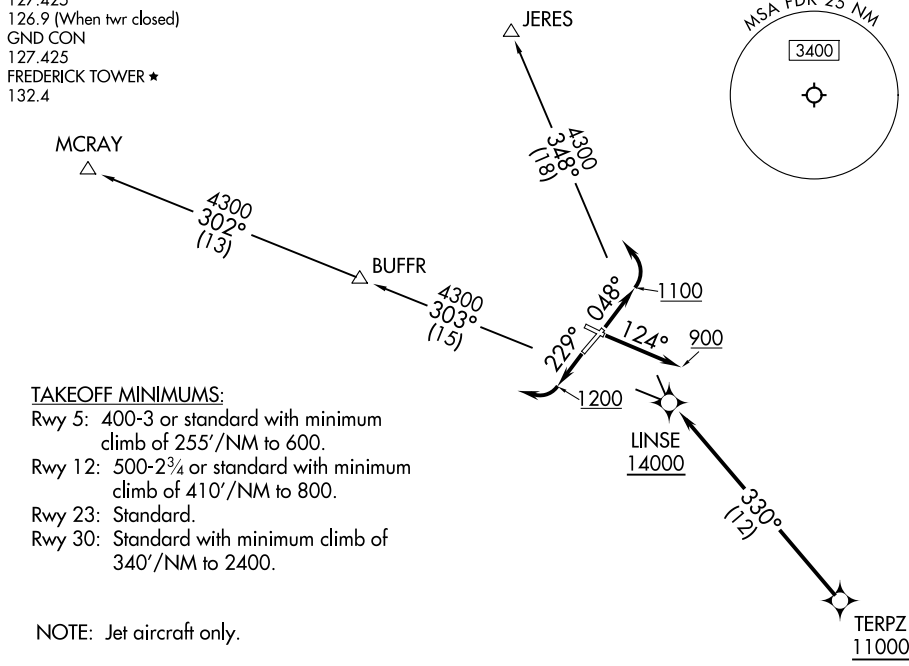 127.425
126.9 (When twr closed)
GND CON
127.425
FREDERICK TOWER ★
132.4
JERES
MSA FDK 25 NM
3400
MCRAY
4300
348°
(18)
4300
302°
(13)
BUFFR
4300
303°
(15)
1100
048°
124°
900
229°
1200
LINSE
14000
330°
(12)
TERPZ
11000
TAKEOFF MINIMUMS:
Rwy 5: 400-3 or standard with minimum
climb of 255'/NM to 600.
Rwy 12: 500-2¾ or standard with minimum
climb of 410'/NM to 800.
Rwy 23: Standard.
Rwy 30: Standard with minimum climb of
340'/NM to 2400.
NOTE: Jet aircraft only.